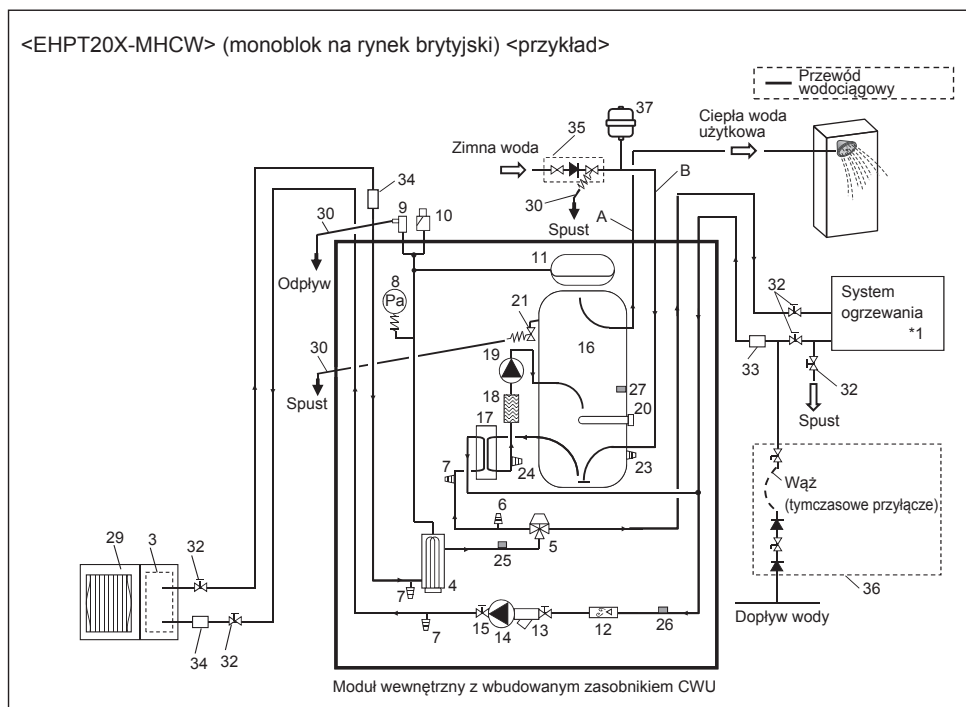 <EHPT20X-MHCW> (monoblok na rynek brytyjski) <przykład>
Przewód
wodociągowy
37
Ciepła woda
użytkowa
35
Zimna woda
B
34
30
A
Spust
30
9
10
Odpływ
11
8
Pa
21
32
System
ogrzewania
*1
16
19
33
32
30
27
Spust
18
20
Spust
17
23
24
7
6
Wąż
(tymczasowe przyłącze)
5
25
29
3
32
4
7
36
15
14
13
12
26
7
Dopływ wody
34
32
Moduł wewnętrzny z wbudowanym zasobnikiem CWU